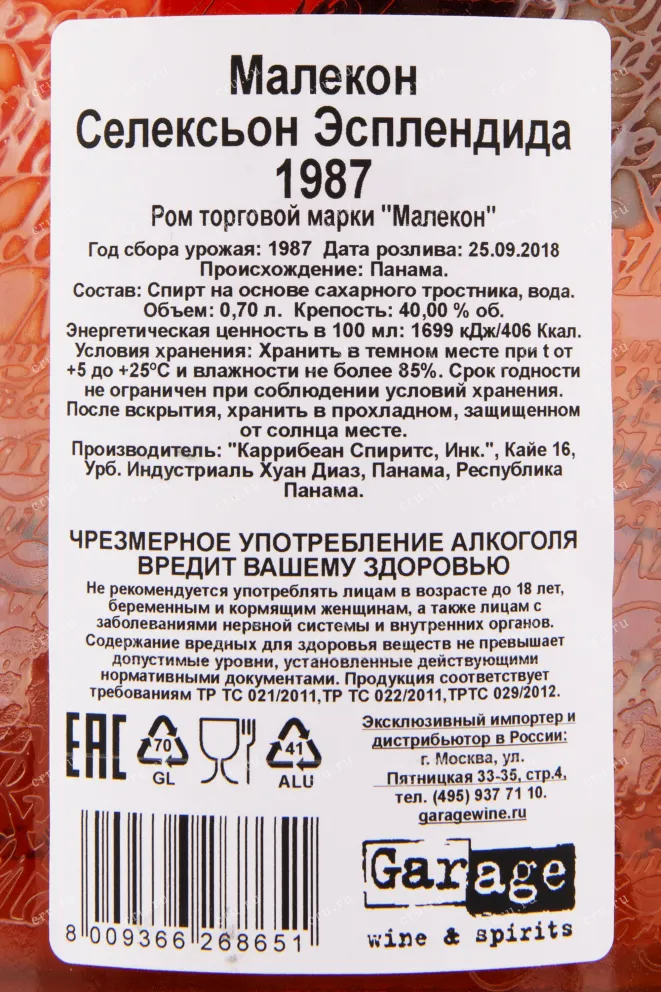 Малекон
Селексьон Эсплендида
1987
Ром торговой марки "Малекон"
Год сбора урожая: 1987 Дата розлива: 25.09.2018
Происхождение: Панама.
Состав: Спирт на основе сахарного тростника, вода.
Объем: 0,70 л. Крепость: 40,00 % об.
Энергетическая ценность в 100 мл: 1699 кДж/406 Ккал.
Условия хранения: Хранить в темном месте при t от
+5 до +25°С и влажности не более 85%. Срок годности
не ограничен при соблюдении условий хранения.
После вскрытия, хранить в прохладном, защищенном
от солнца месте.
Производитель: "Каррибеан Спиритс, Инк.", Кайе 16,
Урб. Индустриаль Хуан Диаз, Панама, Республика
Панама.
ЧРЕЗМЕРНОЕ УПОТРЕБЛЕНИЕ АЛКОГОЛЯ
ВРЕДИТ ВАШЕМУ ЗДОРОВЬЮ
Не рекомендуется употреблять лицам в возрасте до 18 лет,
беременным и кормящим женщинам, а также лицам с
заболеваниями нервной системы и внутренних органов.
Содержание вредных для здоровья веществ не превышает
допустимые уровни, установленные действующими
нормативными документами. Продукция соответствует
требованиям ТР ТС 021/2011,ТР ТС 022/2011,ТРТС 029/2012.
EAC
70
GL
41
ALU
Эксклюзивный импортер и
дистрибьютор в России:
г. Москва, ул.
Пятницкая 33-35, стр.4,
тел. (495) 937 71 10.
garagewine.ru
Garage
wine & spirits
8 009366 268651